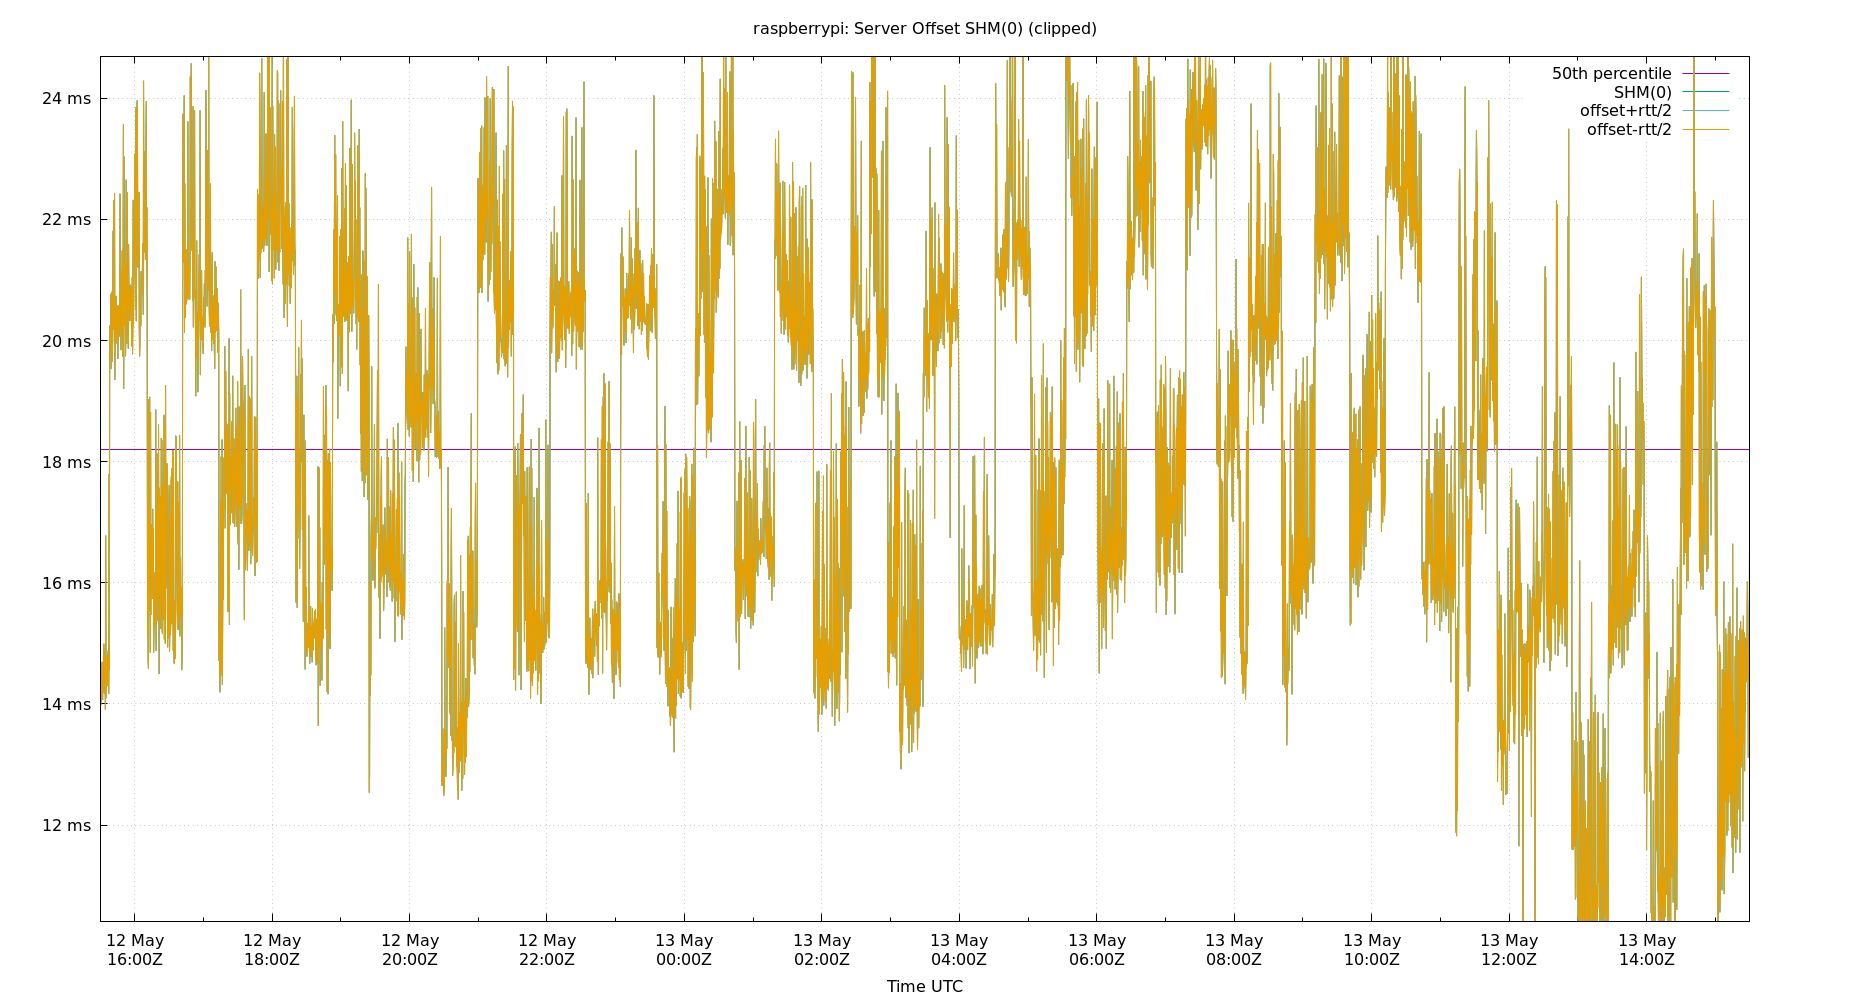 raspberrypi: Server Offset SHM(0) (clipped)
50th percentile
SHM(0)
offset+rtt/2
offset-rtt/2
24 ms
22 ms
20 ms
18 ms
16 ms
14 ms
12 ms
12 May 12 May 12 May 12 May 13 May 13 May 13 May 13 May 13 May 13 May 13 May 13 May
16:00Z 18:00Z 20:00Z 22:00Z 00:00Z 02:00Z 04:00Z 06:00Z 08:00Z 10:00Z 12:00Z 14:00Z
Time UTC